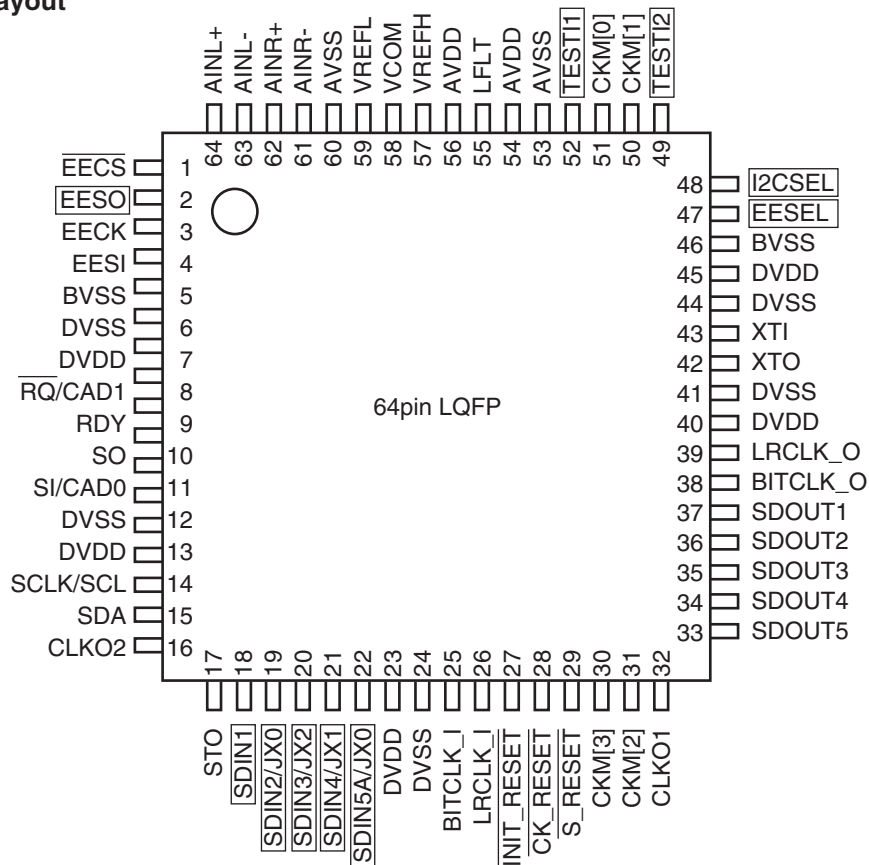 ayout
AINL+
AINL-
AINR+
AINR-
AVSS
VREFL
VCOM
VREFH
AVDD
LFLT
AVDD
AVSS
TESTI1
CKM[0]
CKM[1]
TESTI2
64 63 62 61 60 59 58 57 56 55 54 53 52 51 50 49
EECS 1
EESO 2
EECK 3
EESI 4
BVSS 5
DVSS 6
DVDD 7
RQ/CAD1 8
RDY 9
SO 10
SI/CAD0 11
DVSS 12
DVDD 13
SCLK/SCL 14
SDA 15
CLKO2 16
64pin LQFP
48 I2CSEL
47 EESEL
46 BVSS
45 DVDD
44 DVSS
43 XTI
42 XTO
41 DVSS
40 DVDD
39 LRCLK_O
38 BITCLK_O
37 SDOUT1
36 SDOUT2
35 SDOUT3
34 SDOUT4
33 SDOUT5
17 18 19 20 21 22 23 24 25 26 27 28 29 30 31 32
STO
SDIN1
SDIN2/JX0
SDIN3/JX2
SDIN4/JX1
SDIN5A/JX0
DVDD
DVSS
BITCLK_I
LRCLK_I
INIT_RESET
CK_RESET
S_RESET
CKM[3]
CKM[2]
CLKO1